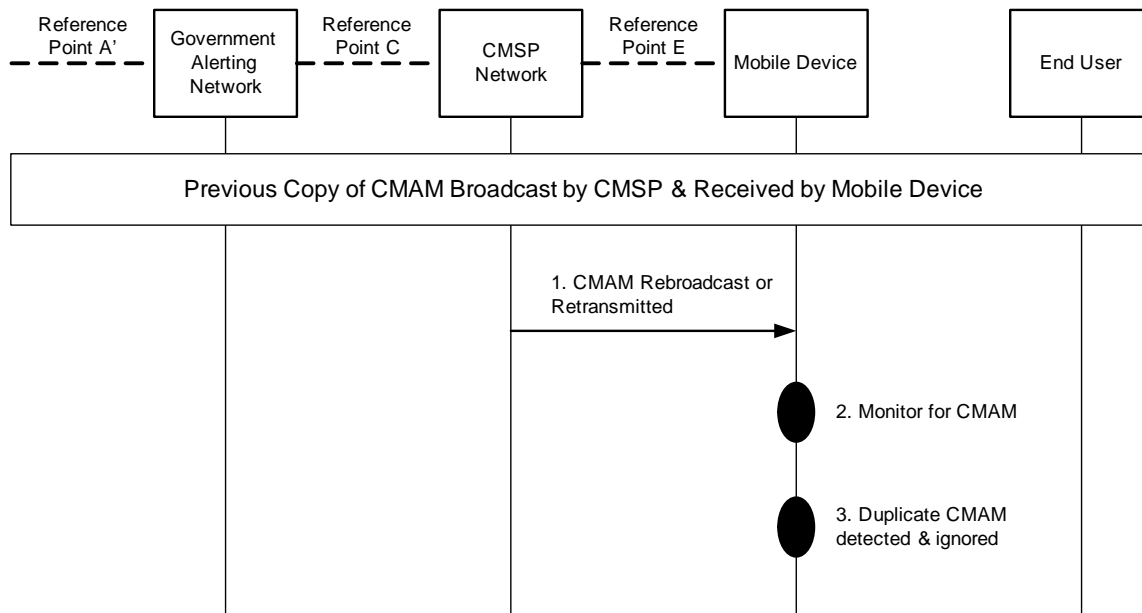 Reference
Point A’
Government
Alerting
Network
Reference
Point C
CMSP
Network
Reference
Point E
Mobile Device
End User
Previous Copy of CMAM Broadcast by CMSP & Received by Mobile Device
1. CMAM Rebroadcast or
Retransmitted
2. Monitor for CMAM
3. Duplicate CMAM
detected & ignored